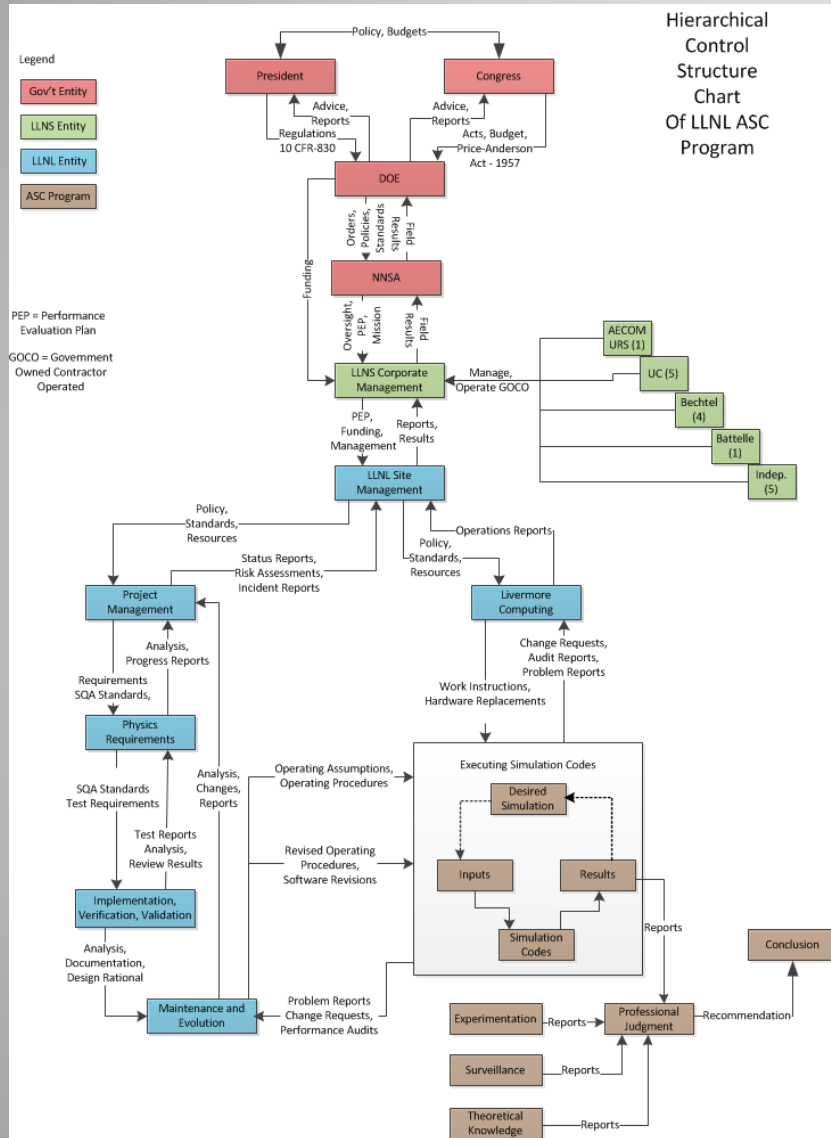 Hierarchical
Control
Structure
Chart
Of LLNL ASC
Program
Legend
Gov't Entity
LLNS Entity
LLNL Entity
ASC Program
PEP = Performance
Evaluation Plan
GOCO = Government
Owned Contractor
Operated
Policy, Budgets
President
Congress
Advice,
Reports
Regulations
10 CFR-830
Advice,
Reports
Acts, Budget,
Price-Anderson
Act - 1957
DOE
Funding
Orders,
Policies,
Standards
Field
Results
NNSA
Oversight,
PEP,
Mission
Field
Results
LLNS Corporate
Management
Manage,
Operate GOCO
AECOM
URS (1)
UC (5)
Bechtel
(4)
Battelle
(1)
Indep.
(5)
PEP,
Funding,
Management
Reports,
Results
LLNL Site
Management
Policy,
Standards,
Resources
Status Reports,
Risk Assessments,
Incident Reports
Operations Reports
Policy,
Standards,
Resources
Project
Management
Livermore
Computing
Analysis,
Progress Reports
Requirements
SQA Standards,
Change Requests,
Audit Reports,
Problem Reports
Work Instructions,
Hardware Replacements
Physics
Requirements
SQA Standards
Test Requirements
Test Reports
Analysis,
Review Results
Analysis,
Changes,
Reports
Operating Assumptions,
Operating Procedures
Revised Operating
Procedures,
Software Revisions
Executing Simulation Codes
Desired
Simulation
Inputs
Results
Simulation
Codes
Implementation,
Verification, Validation
Analysis,
Documentation,
Design Rational
Maintenance and
Evolution
Problem Reports
Change Requests,
Performance Audits
Reports
Conclusion
Experimentation
Reports
Professional
Judgment
Recommendation
Surveillance
Reports
Theoretical
Knowledge
Reports